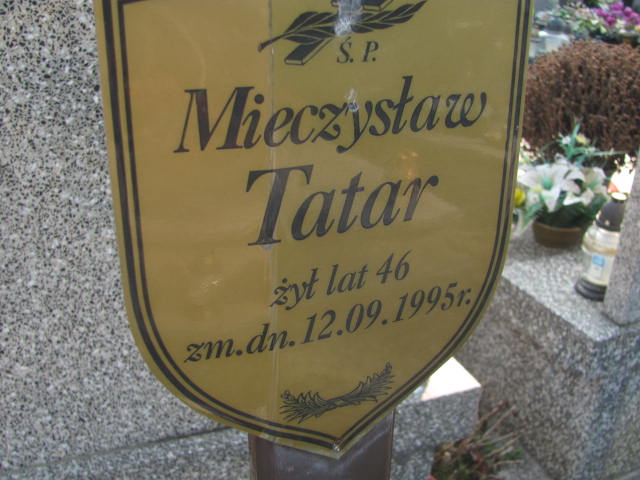 Ś. P.
Mieczysław
Tatar
żył lat 46
zm.dn. 12.09.1995r.